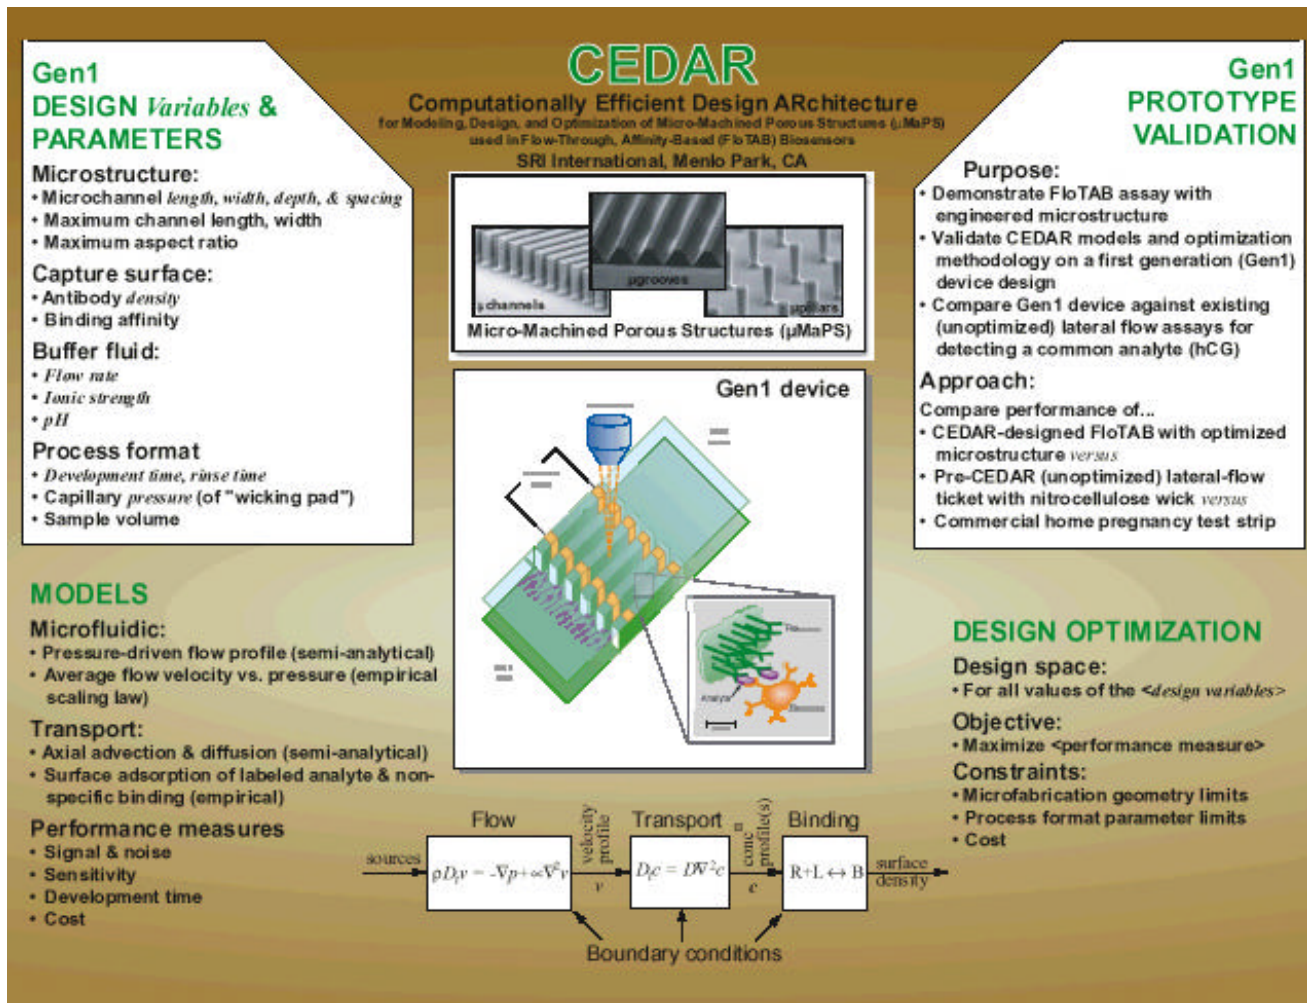 CEDAR
Computationally Efficient Design ARchitecture
for Modeling, Design, and Optimization of Micro-Machined Porous Structures (µMaPS)
used in Flow-Through, Affinity-Based (FloTAB) Biosensors
SRI International, Menlo Park, CA
Gen1
DESIGN Variables &
PARAMETERS
Microstructure:
• Microchannel length, width, depth, & spacing
• Maximum channel length, width
• Maximum aspect ratio
Capture surface:
• Antibody density
• Binding affinity
Buffer fluid:
• Flow rate
• Ionic strength
• pH
Process format
• Development time, rinse time
• Capillary pressure (of "wicking pad")
• Sample volume
MODELS
Microfluidic:
• Pressure-driven flow profile (semi-analytical)
• Average flow velocity vs. pressure (empirical
scaling law)
Transport:
• Axial advection & diffusion (semi-analytical)
• Surface adsorption of labeled analyte & non-
specific binding (empirical)
Performance measures
• Signal & noise
• Sensitivity
• Development time
• Cost
µ channels
µgrooves
µpillars
Micro-Machined Porous Structures (µMaPS)
Gen1 device
Analyte
Flow
Transport
Binding
sources
ρDₜv = -∇p+∝∇²v
velocity
profile
v
Dₜc = D∇²c
n
conc
profile(s)
c
R+L ↔ B
surface
density
Boundary conditions
Gen1
PROTOTYPE
VALIDATION
Purpose:
• Demonstrate FloTAB assay with
engineered microstructure
• Validate CEDAR models and optimization
methodology on a first generation (Gen1)
device design
• Compare Gen1 device against existing
(unoptimized) lateral flow assays for
detecting a common analyte (hCG)
Approach:
Compare performance of...
• CEDAR-designed FloTAB with optimized
microstructure versus
• Pre-CEDAR (unoptimized) lateral-flow
ticket with nitrocellulose wick versus
• Commercial home pregnancy test strip
DESIGN OPTIMIZATION
Design space:
• For all values of the <design variables>
Objective:
• Maximize <performance measure>
Constraints:
• Microfabrication geometry limits
• Process format parameter limits
• Cost